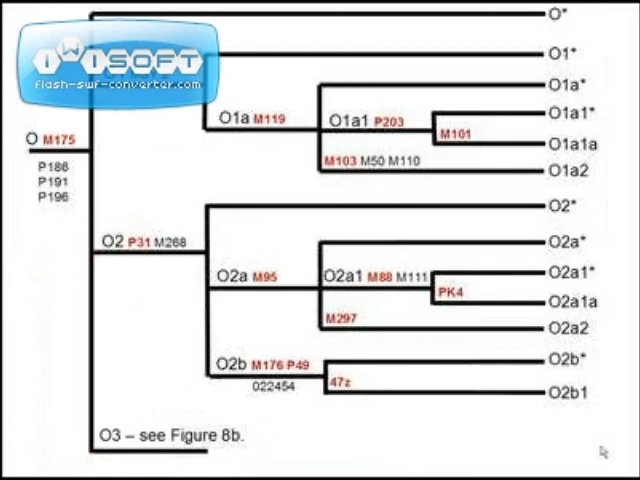 O*
iWiSOFT
flash-swf-converter.com
O1*
O1a*
O1a M119
O1a1 P203
O1a1*
M101
O1a1a
O M175
M103 M50 M110
O1a2
P186
P191
P196
O2*
O2 P31 M268
O2a*
O2a M95
O2a1 M88 M111
O2a1*
PK4
O2a1a
M297
O2a2
O2b M176 P49
O2b*
022454
47z
O2b1
O3 – see Figure 8b.